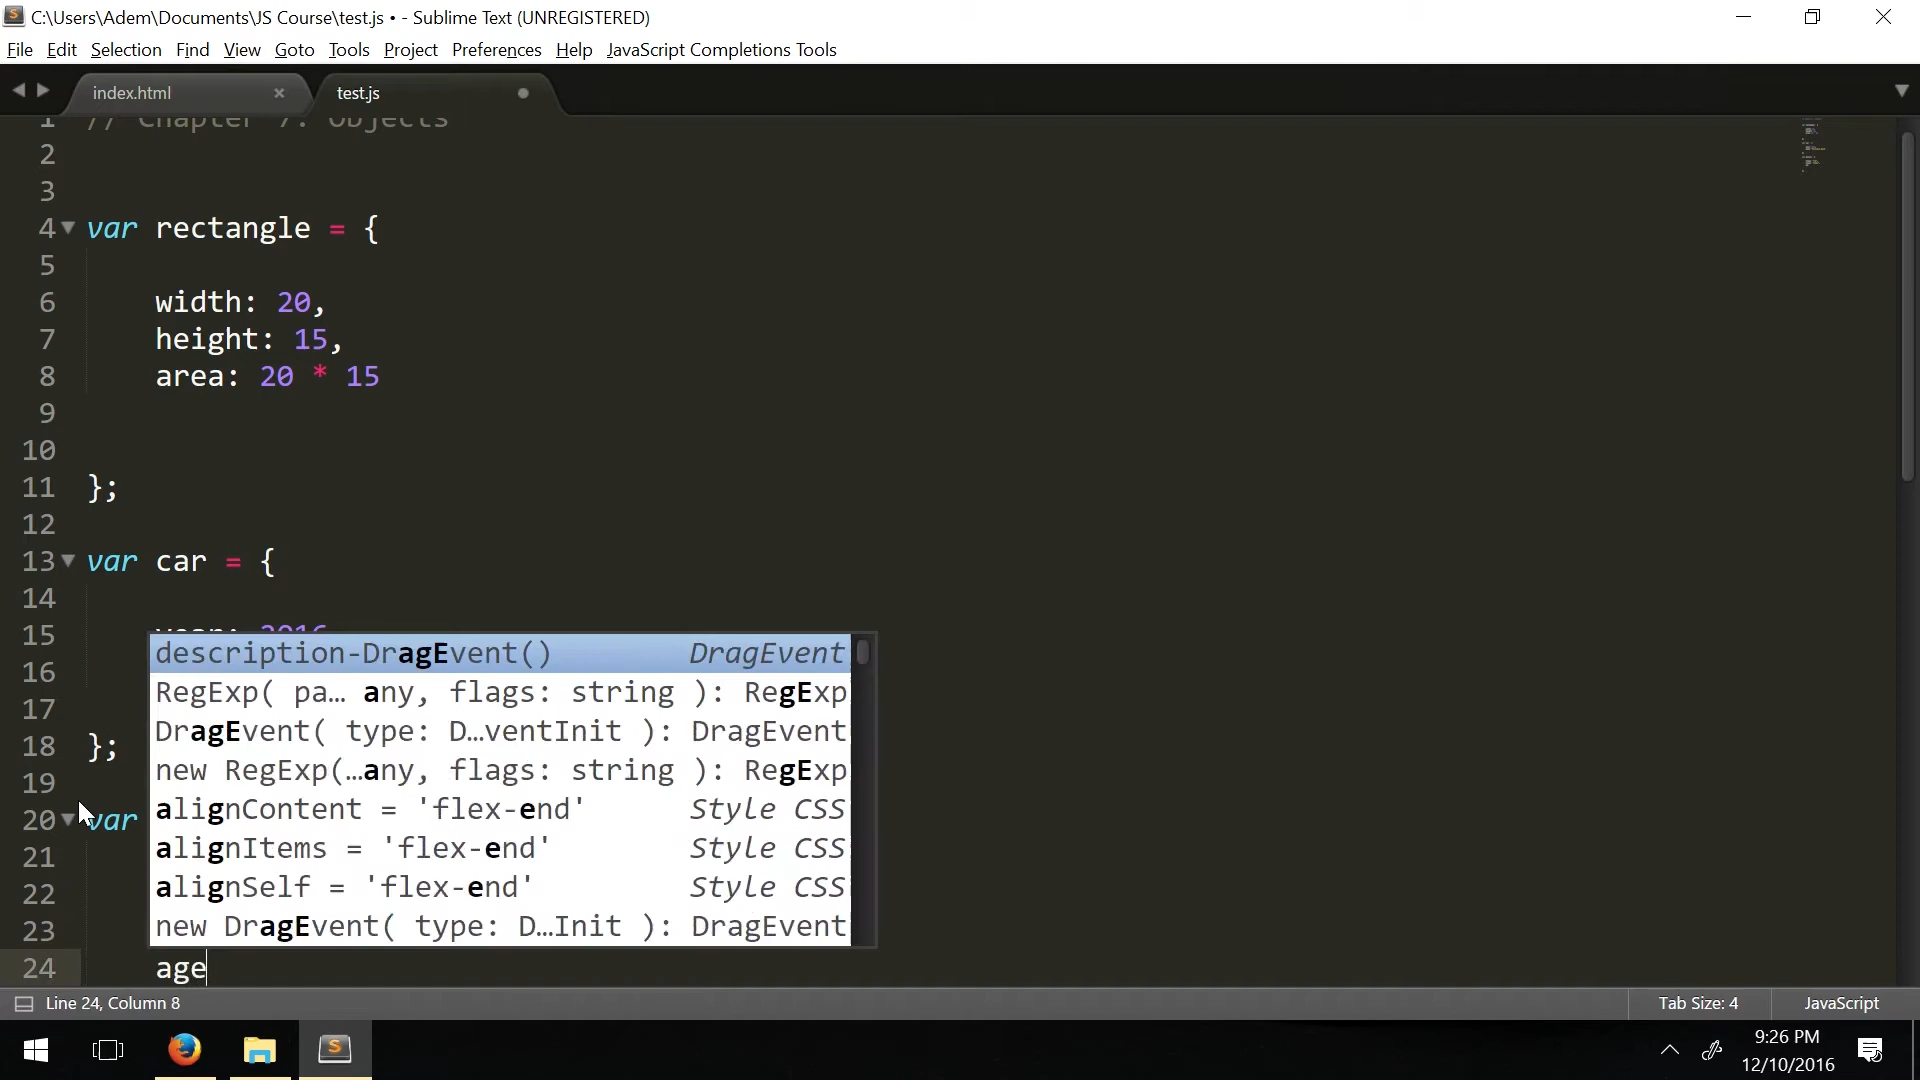 C:\Users\Adem\Documents\JS Course\test.js • - Sublime Text (UNREGISTERED)
File Edit Selection Find View Goto Tools Project Preferences Help JavaScript Completions Tools
index.html × test.js
1 // Chapter 7: Objects
2
3
4 var rectangle = {
5
6 width: 20,
7 height: 15,
8 area: 20 * 15
9
10
11 };
12
13 var car = {
14
15 year: 2016
16
17
18 };
19
20 var
21
22
23
24 age
description-DragEvent() DragEvent
RegExp( pa… any, flags: string ): RegExp
DragEvent( type: D…ventInit ): DragEvent
new RegExp(…any, flags: string ): RegExp
alignContent = 'flex-end' Style CSS
alignItems = 'flex-end' Style CSS
alignSelf = 'flex-end' Style CSS
new DragEvent( type: D…Init ): DragEvent
Line 24, Column 8 Tab Size: 4 JavaScript
9:26 PM
12/10/2016